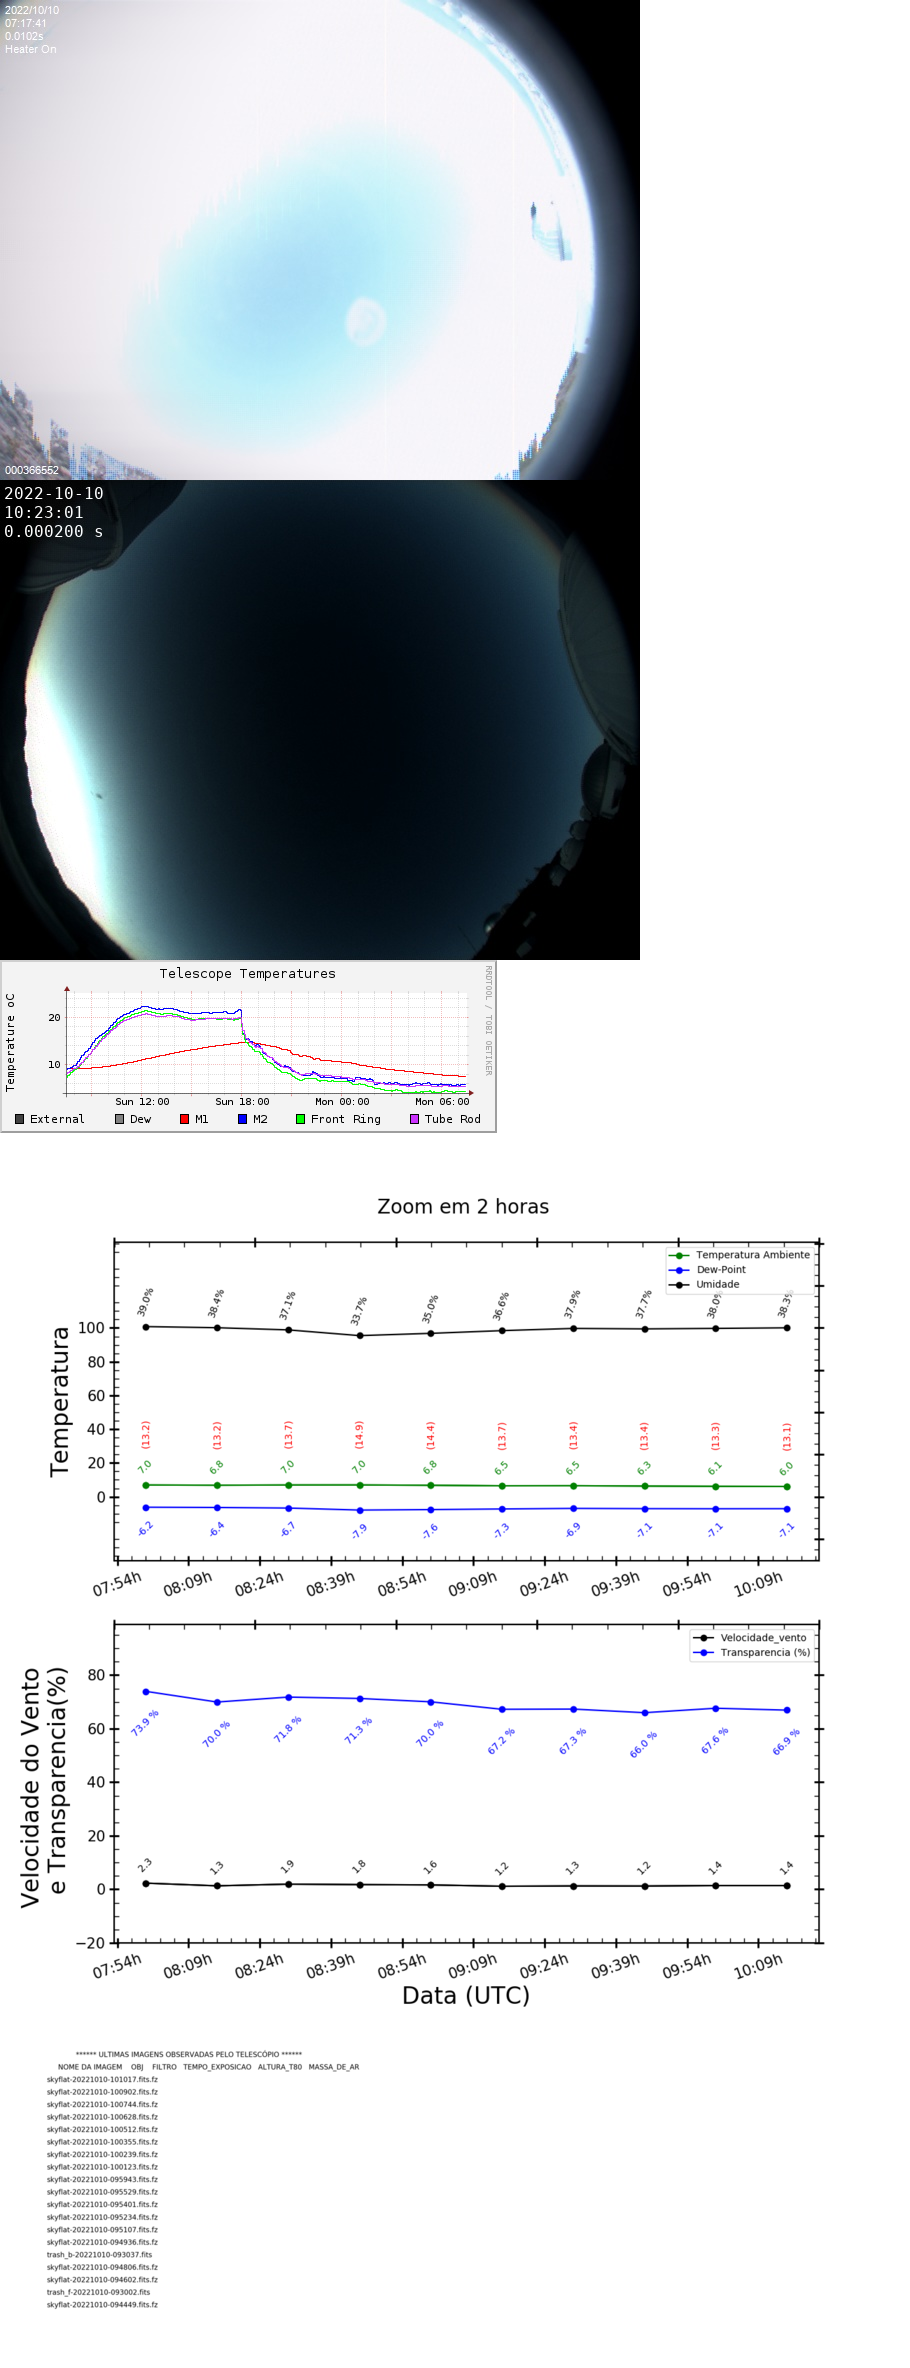 2022/10/10
07:17:41
0.0102s
Heater On
000366552
2022-10-10
10:23:01
0.000200 s
Telescope Temperatures
RRDTOOL / TOBI OETIKER
Temperature oC
20
10
Sun 12:00 Sun 18:00 Mon 00:00 Mon 06:00
External Dew M1 M2 Front Ring Tube Rod
Zoom em 2 horas
Temperatura Ambiente
Dew-Point
Umidade
39.0% 38.4% 37.1% 33.7% 35.0% 36.6% 37.9% 37.7% 38.0% 38.3%
Temperatura
100
80
60
40
20
0
(13.2) (13.2) (13.7) (14.9) (14.4) (13.7) (13.4) (13.4) (13.3) (13.1)
7.0 6.8 7.0 7.0 6.8 6.5 6.5 6.3 6.1 6.0
-6.2 -6.4 -6.7 -7.9 -7.6 -7.3 -6.9 -7.1 -7.1 -7.1
07:54h 08:09h 08:24h 08:39h 08:54h 09:09h 09:24h 09:39h 09:54h 10:09h
Velocidade_vento
Transparencia (%)
Velocidade do Vento
e Transparencia(%)
80
60
40
20
0
−20
73.9 % 70.0 % 71.8 % 71.3 % 70.0 % 67.2 % 67.3 % 66.0 % 67.6 % 66.9 %
2.3 1.3 1.9 1.8 1.6 1.2 1.3 1.2 1.4 1.4
07:54h 08:09h 08:24h 08:39h 08:54h 09:09h 09:24h 09:39h 09:54h 10:09h
Data (UTC)
****** ULTIMAS IMAGENS OBSERVADAS PELO TELESCÓPIO ******
NOME DA IMAGEM OBJ FILTRO TEMPO_EXPOSICAO ALTURA_T80 MASSA_DE_AR
skyflat-20221010-101017.fits.fz
skyflat-20221010-100902.fits.fz
skyflat-20221010-100744.fits.fz
skyflat-20221010-100628.fits.fz
skyflat-20221010-100512.fits.fz
skyflat-20221010-100355.fits.fz
skyflat-20221010-100239.fits.fz
skyflat-20221010-100123.fits.fz
skyflat-20221010-095943.fits.fz
skyflat-20221010-095529.fits.fz
skyflat-20221010-095401.fits.fz
skyflat-20221010-095234.fits.fz
skyflat-20221010-095107.fits.fz
skyflat-20221010-094936.fits.fz
trash_b-20221010-093037.fits
skyflat-20221010-094806.fits.fz
skyflat-20221010-094602.fits.fz
trash_f-20221010-093002.fits
skyflat-20221010-094449.fits.fz